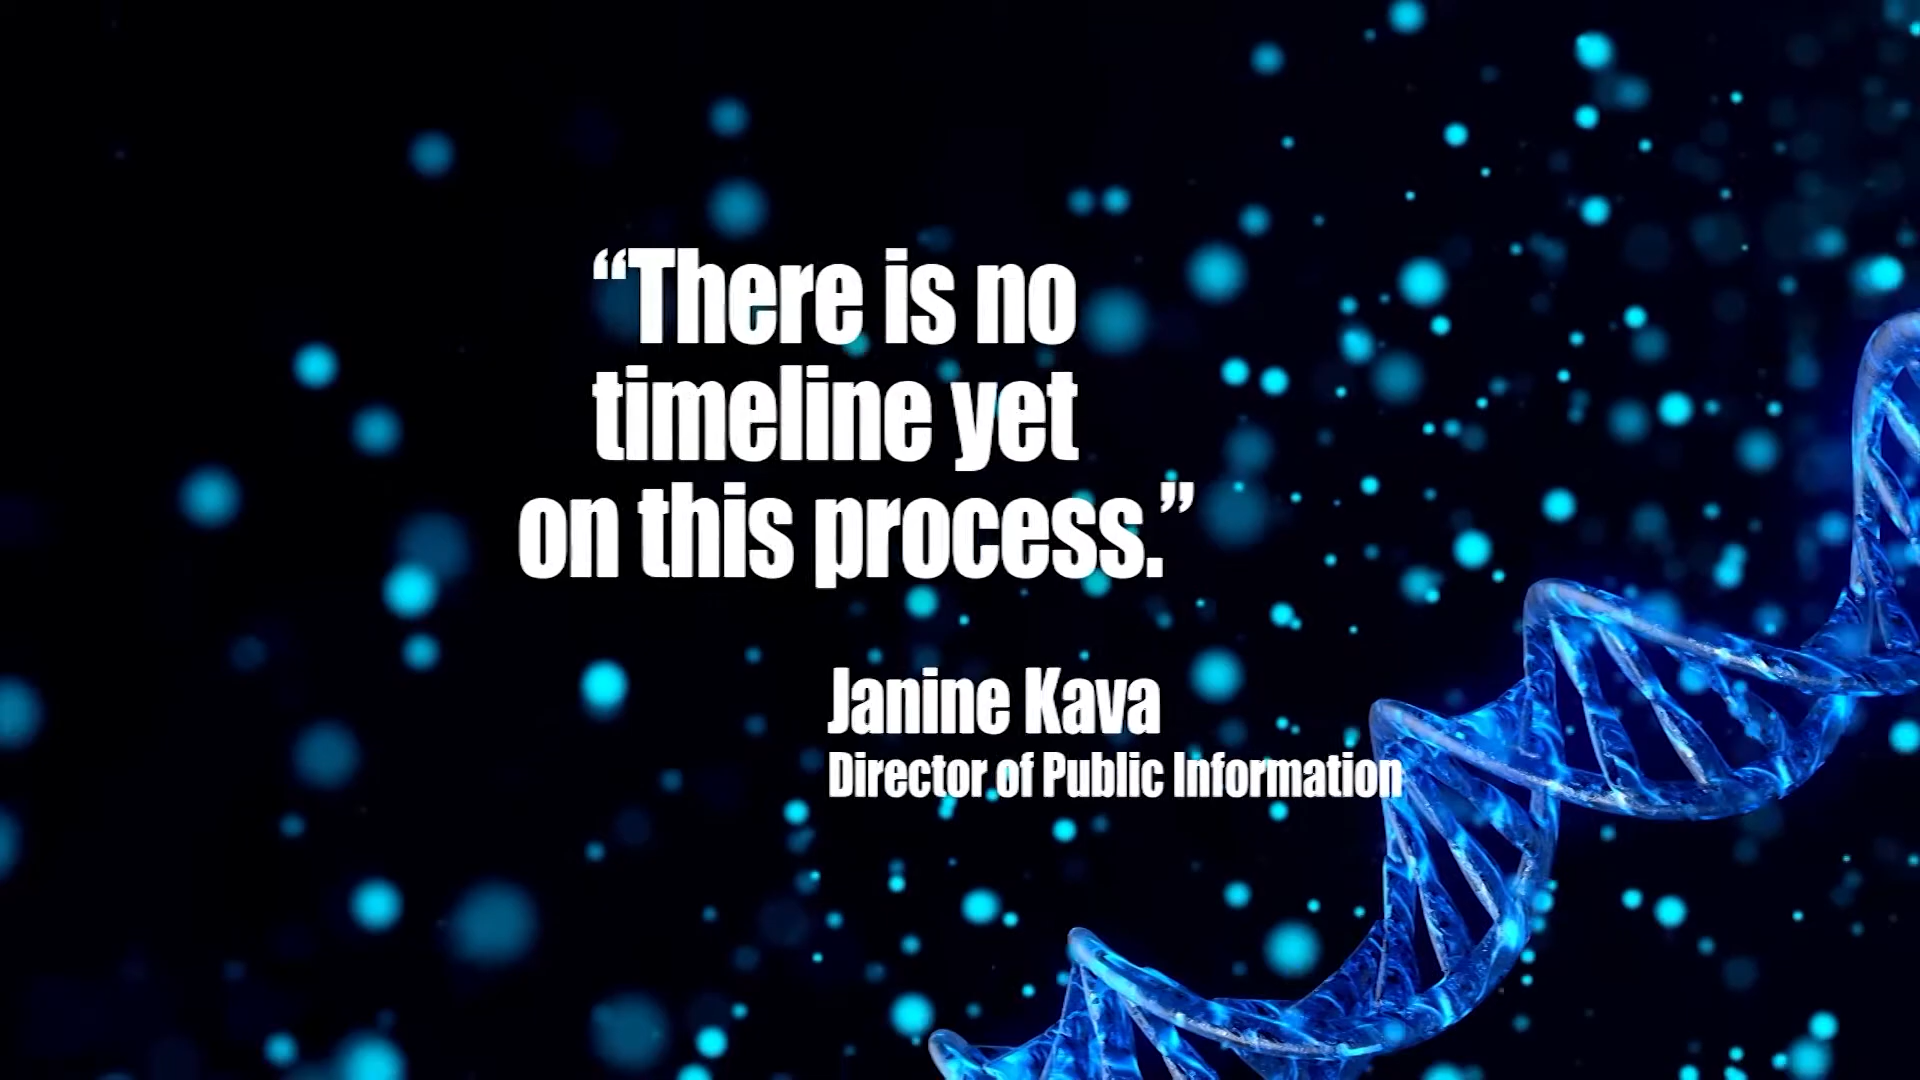 “There is no
timeline yet
on this process.”
Janine Kava
Director of Public Information